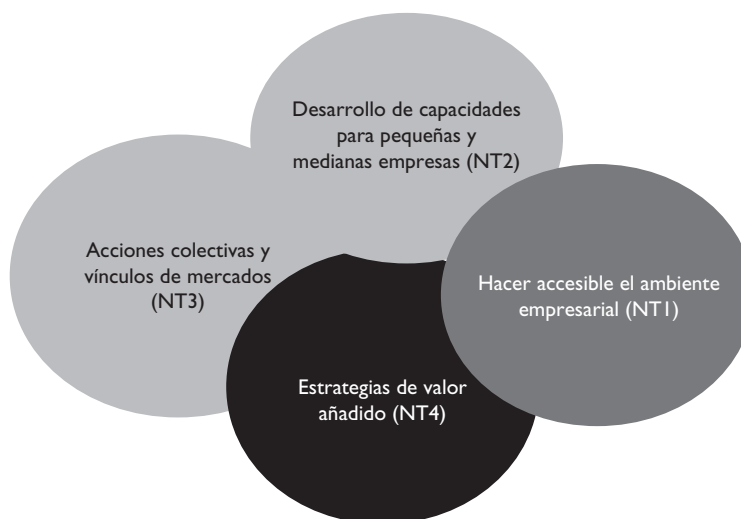 Desarrollo de capacidades
para pequeñas y
medianas empresas (NT2)
Acciones colectivas y
vínculos de mercados
(NT3)
Hacer accesible el ambiente
empresarial (NT1)
Estrategias de valor
añadido (NT4)